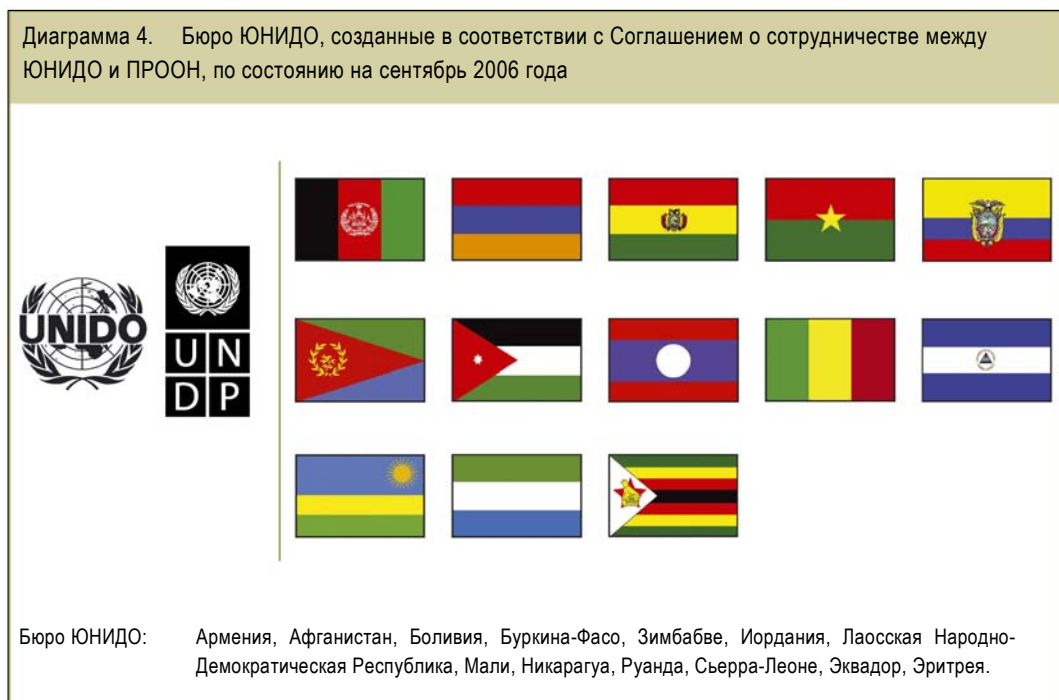 Диаграмма 4. Бюро ЮНИДО, созданные в соответствии с Соглашением о сотрудничестве между
ЮНИДО и ПРООН, по состоянию на сентябрь 2006 года
UNIDO
U N
D P
Бюро ЮНИДО: Армения, Афганистан, Боливия, Буркина-Фасо, Зимбабве, Иордания, Лаосская Народно-
Демократическая Республика, Мали, Никарагуа, Руанда, Сьерра-Леоне, Эквадор, Эритрея.